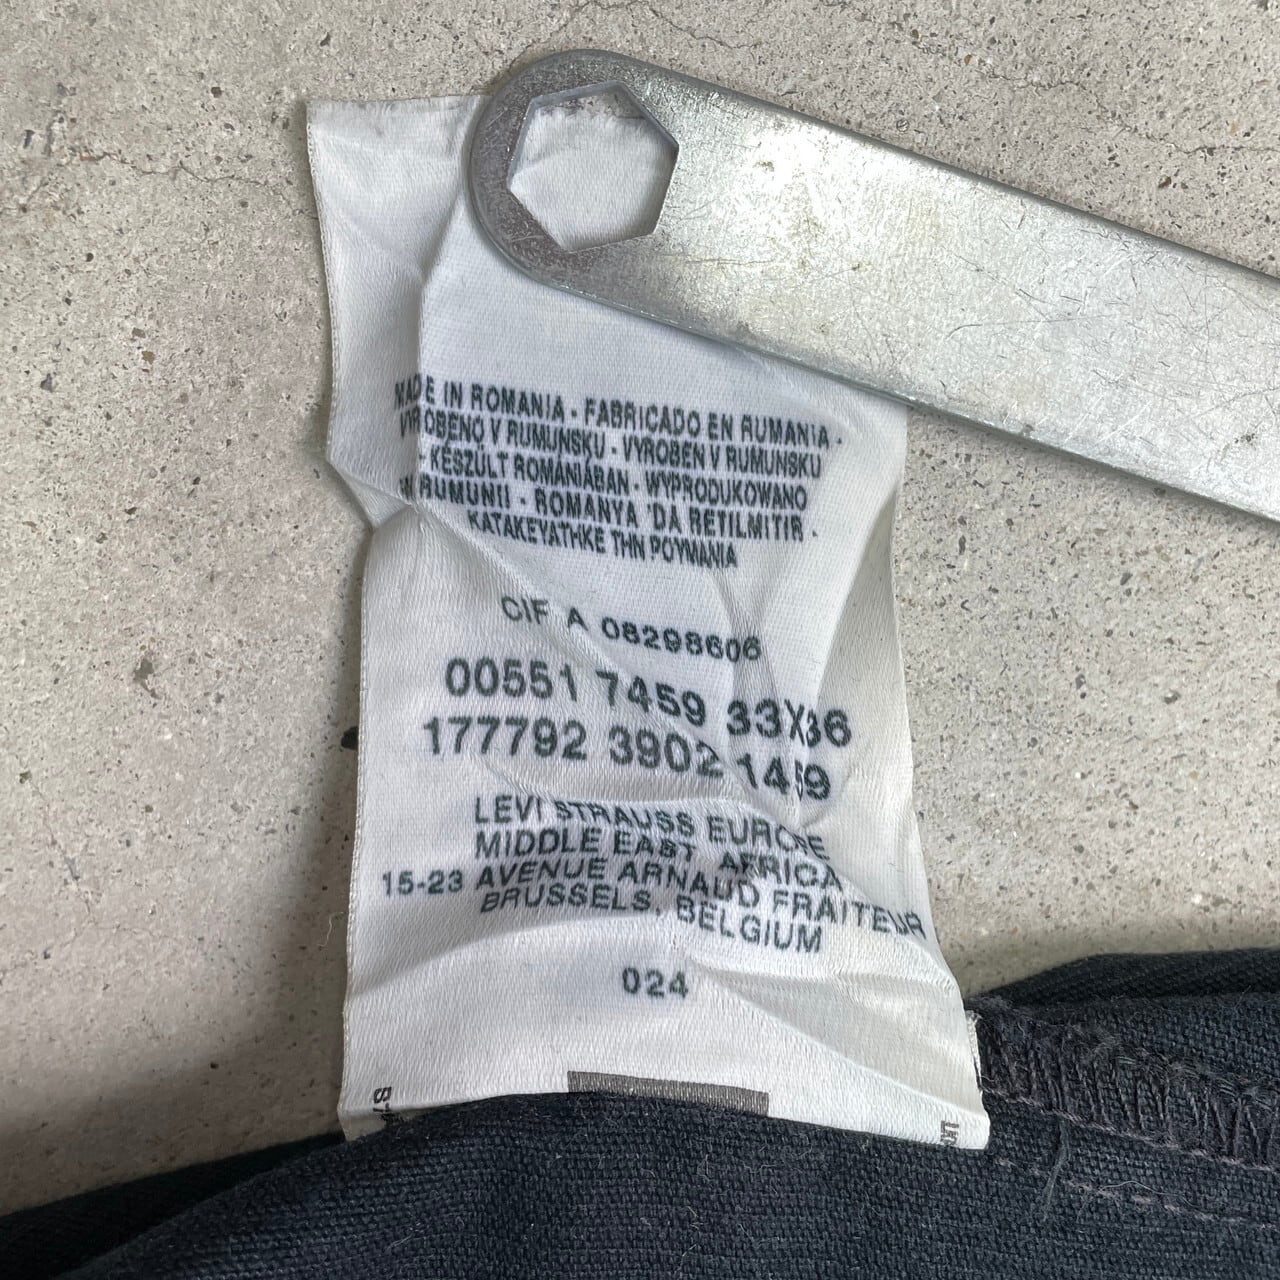 MADE IN ROMANIA - FABRICADO EN RUMANIA -
VYROBENO V RUMUNSKU - VYROBEN V RUMUNSKU
- KÉSZÜLT ROMÁNIÁBAN - WYPRODUKOWANO
W RUMUNII - ROMANYA 'DA RETILMITIR -
KATAKEYATHKE THN POYMANIA
CIF A 08298606
00551 7459 33X36
177792 3902 1459
LEVI STRAUSS EUROPE
MIDDLE EAST AFRICA
15-23 AVENUE ARNAUD FRAITEUR
BRUSSELS, BELGIUM
024